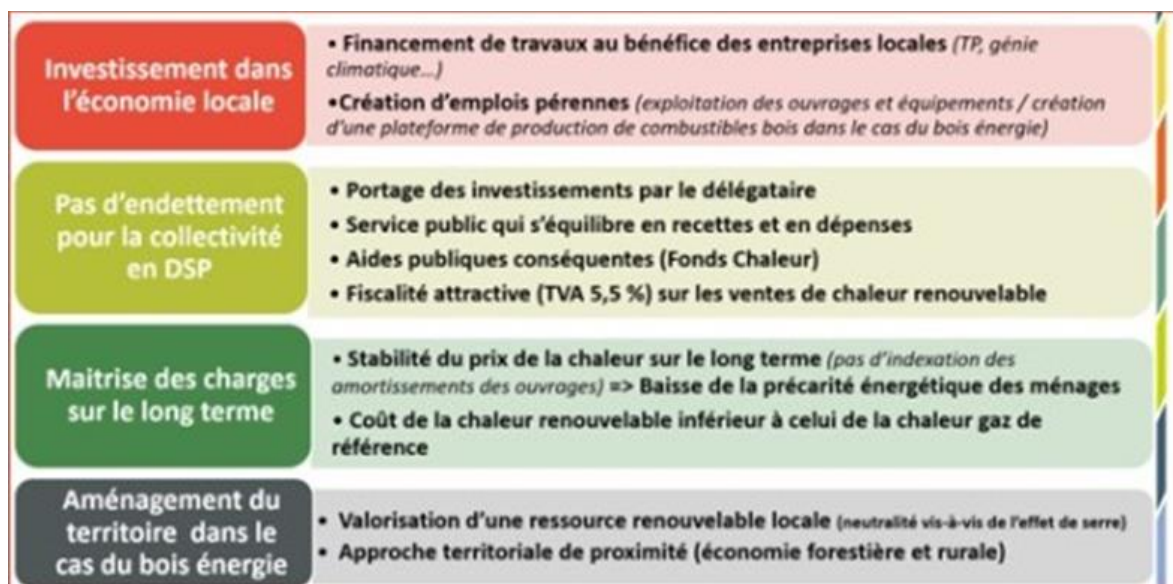 Investissement dans
l'économie locale
• Financement de travaux au bénéfice des entreprises locales (TP, génie
climatique...)
•Création d'emplois pérennes (exploitation des ouvrages et équipements / création
d'une plateforme de production de combustibles bois dans le cas du bois énergie)
Pas d'endettement
pour la collectivité
en DSP
• Portage des investissements par le délégataire
• Service public qui s'équilibre en recettes et en dépenses
• Aides publiques conséquentes (Fonds Chaleur)
• Fiscalité attractive (TVA 5,5 %) sur les ventes de chaleur renouvelable
Maitrise des charges
sur le long terme
• Stabilité du prix de la chaleur sur le long terme (pas d'indexation des
amortissements des ouvrages) => Baisse de la précarité énergétique des ménages
• Coût de la chaleur renouvelable inférieur à celui de la chaleur gaz de
référence
Aménagement du
territoire dans le
cas du bois énergie
• Valorisation d'une ressource renouvelable locale (neutralité vis-à-vis de l'effet de serre)
• Approche territoriale de proximité (économie forestière et rurale)